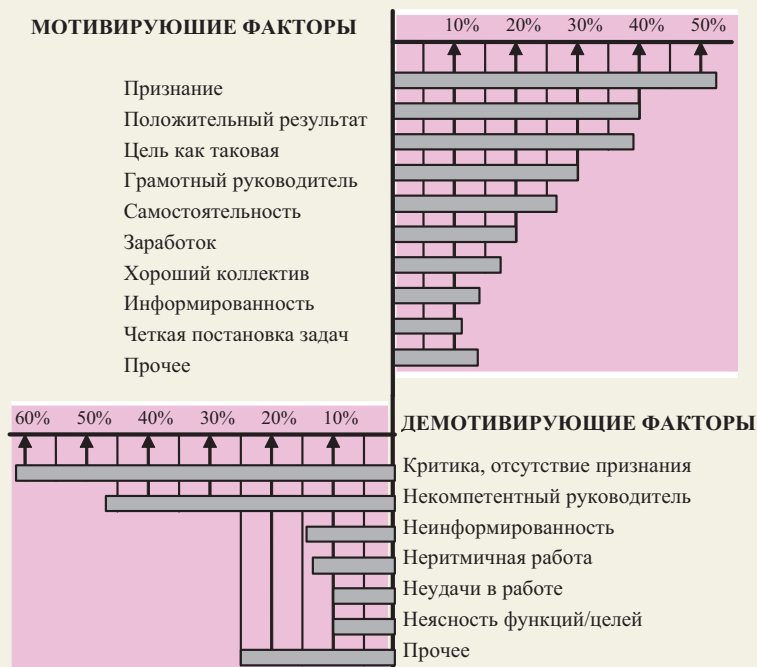 МОТИВИРУЮШИЕ ФАКТОРЫ
10% 20% 30% 40% 50%
Признание
Положительный результат
Цель как таковая
Грамотный руководитель
Самостоятельность
Заработок
Хороший коллектив
Информированность
Четкая постановка задач
Прочее
60% 50% 40% 30% 20% 10%
ДЕМОТИВИРУЮЩИЕ ФАКТОРЫ
Критика, отсутствие признания
Некомпетентный руководитель
Неинформированность
Неритмичная работа
Неудачи в работе
Неясность функций/целей
Прочее